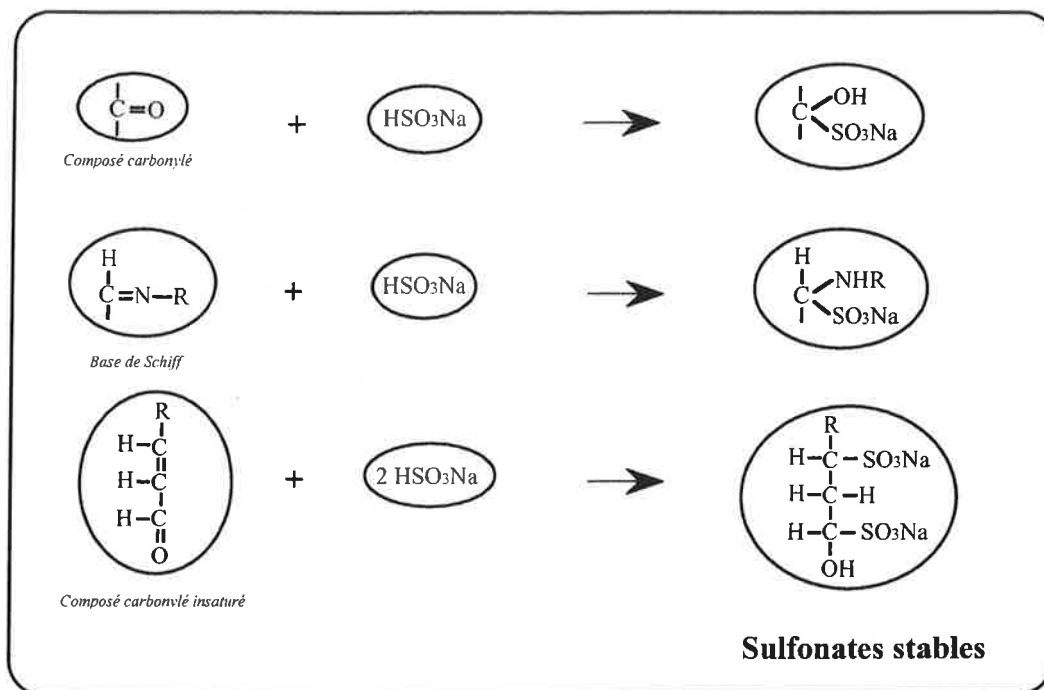 C=O + HSO₃Na → C OH SO₃Na
Composé carbonylé
H
C=N-R + HSO₃Na → H C NHR SO₃Na
Base de Schiff
R
H-C
H-C + 2 HSO₃Na → R H-C-SO₃Na H-C-H H-C-SO₃Na OH
H-C
O
Composé carbonylé insaturé
Sulfonates stables